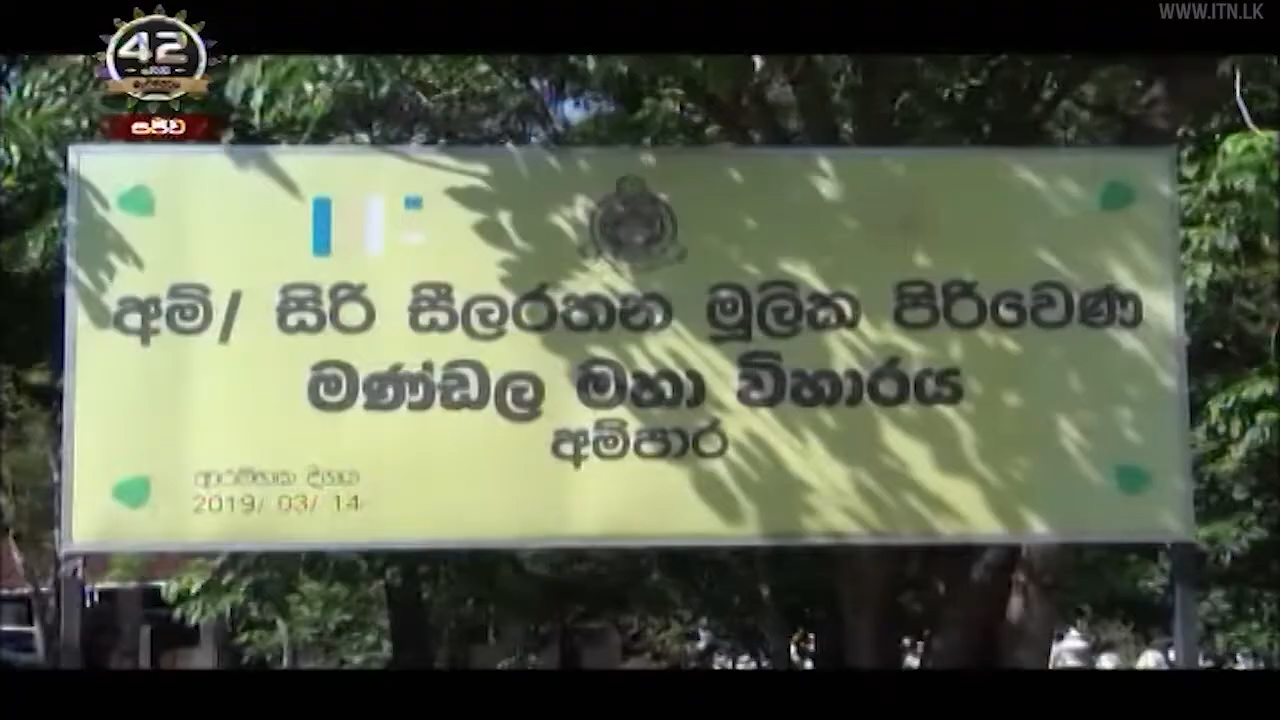 WWW.ITN.LK
42
අම්/ සිරි සීලරතන මූලික පිරිවෙණ
මණ්ඩල මහා විහාරය
අම්පාර
ආරම්භක දිනය
2019/ 03/ 14